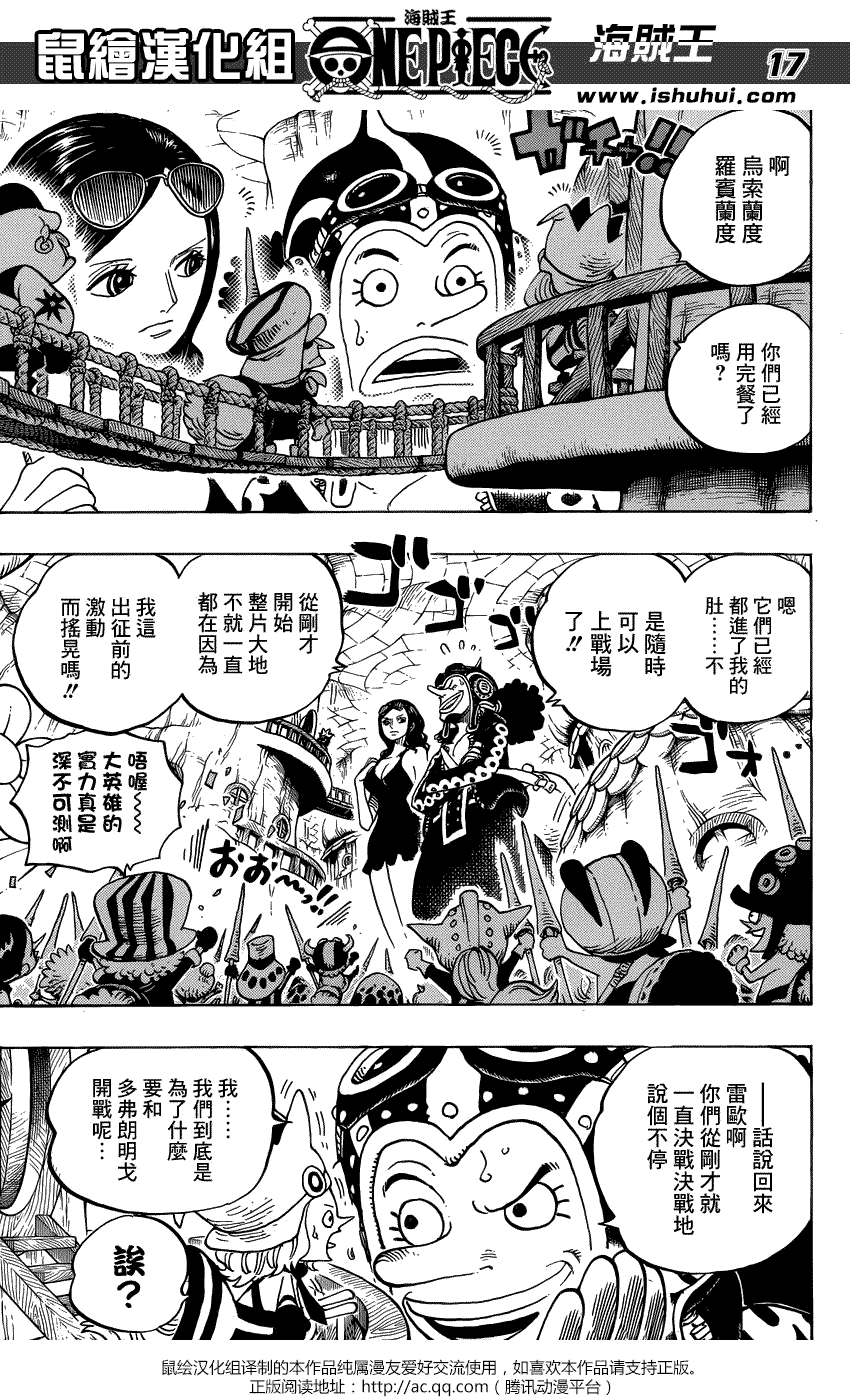 鼠繪漢化組
海賊王
ONE PIECE
海賊王
17
www.ishuhui.com
ガチャ!!
啊
烏索蘭度
羅賓蘭度
你們已經
用完餐了
嗎？
ゴゴゴゴ
嗯
它們已經
都進了我的
肚……不
是隨時
可以
上戰場
了!!
從剛才
開始
整片大地
不就一直
都在因為
我這
出征前的
激動
而搖晃嗎!!
唔喔~~
大英雄的
實力真是
深不可測啊
おお~っ!!
——話說回來
雷歐啊
你們從剛才就
一直決戰決戰地
說個不停
我……
我們到底是
為了什麼
要和
多弗朗明戈
開戰呢…
誒？
鼠绘汉化组译制的本作品纯属漫友爱好交流使用，如喜欢本作品请支持正版。
正版阅读地址：http://ac.qq.com（腾讯动漫平台）